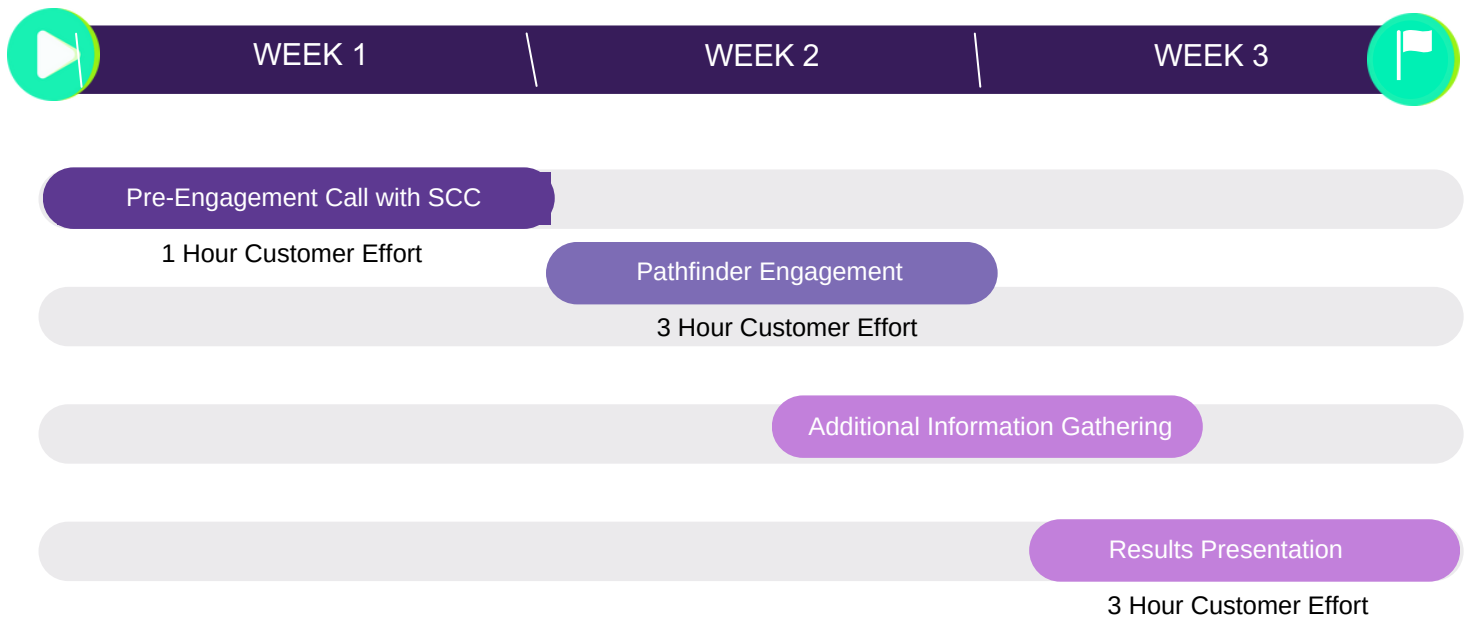 WEEK 1
WEEK 2
WEEK 3
Pre-Engagement Call with SCC
1 Hour Customer Effort
Pathfinder Engagement
3 Hour Customer Effort
Additional Information Gathering
Results Presentation
3 Hour Customer Effort